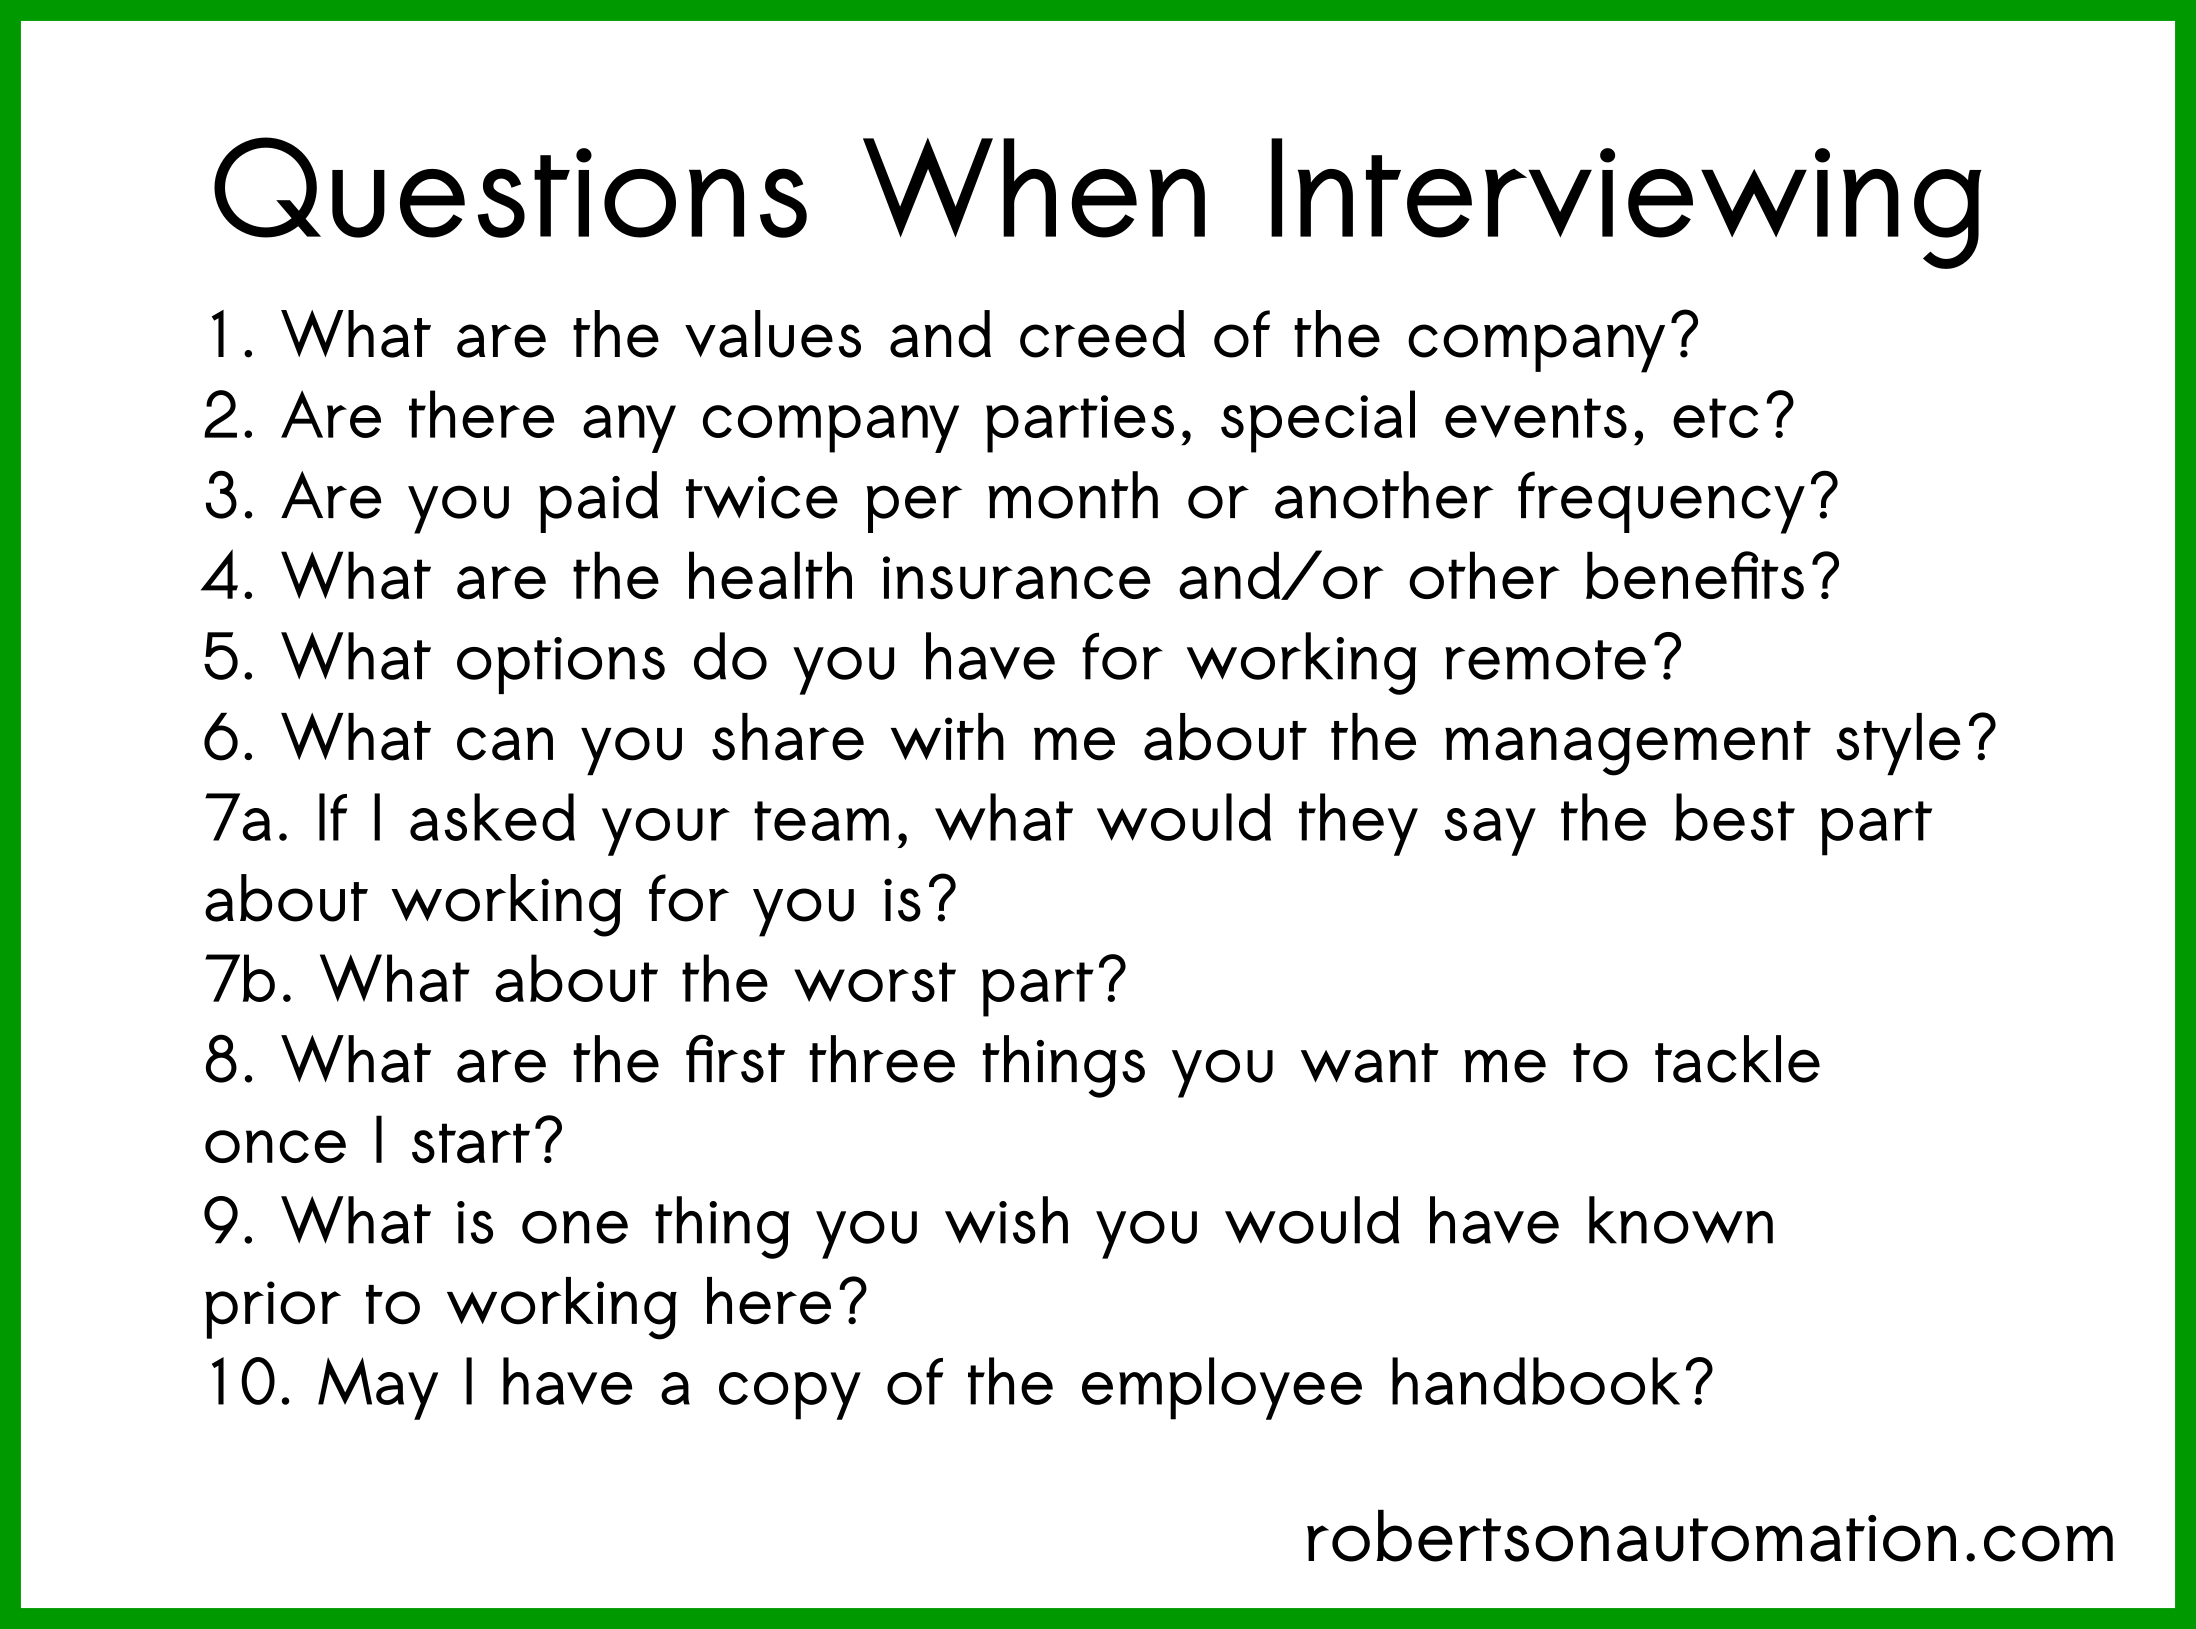 Questions When Interviewing
1. What are the values and creed of the company?
2. Are there any company parties, special events, etc?
3. Are you paid twice per month or another frequency?
4. What are the health insurance and/or other benefits?
5. What options do you have for working remote?
6. What can you share with me about the management style?
7a. If I asked your team, what would they say the best part
about working for you is?
7b. What about the worst part?
8. What are the first three things you want me to tackle
once I start?
9. What is one thing you wish you would have known
prior to working here?
10. May I have a copy of the employee handbook?
robertsonautomation.com